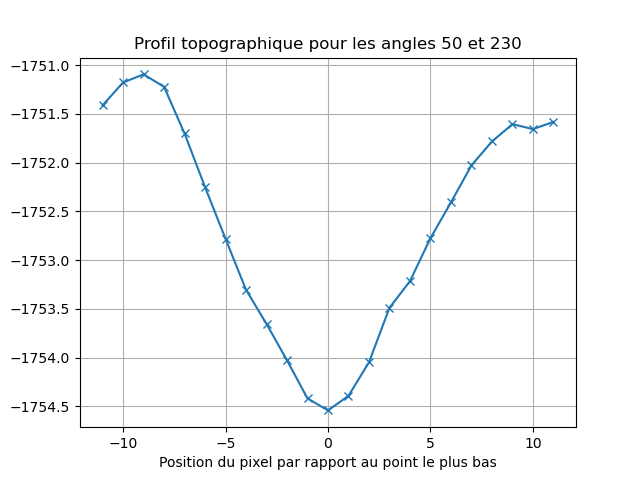 Profil topographique pour les angles 50 et 230
−1751.0
−1751.5
−1752.0
−1752.5
−1753.0
−1753.5
−1754.0
−1754.5
−10 −5 0 5 10
Position du pixel par rapport au point le plus bas